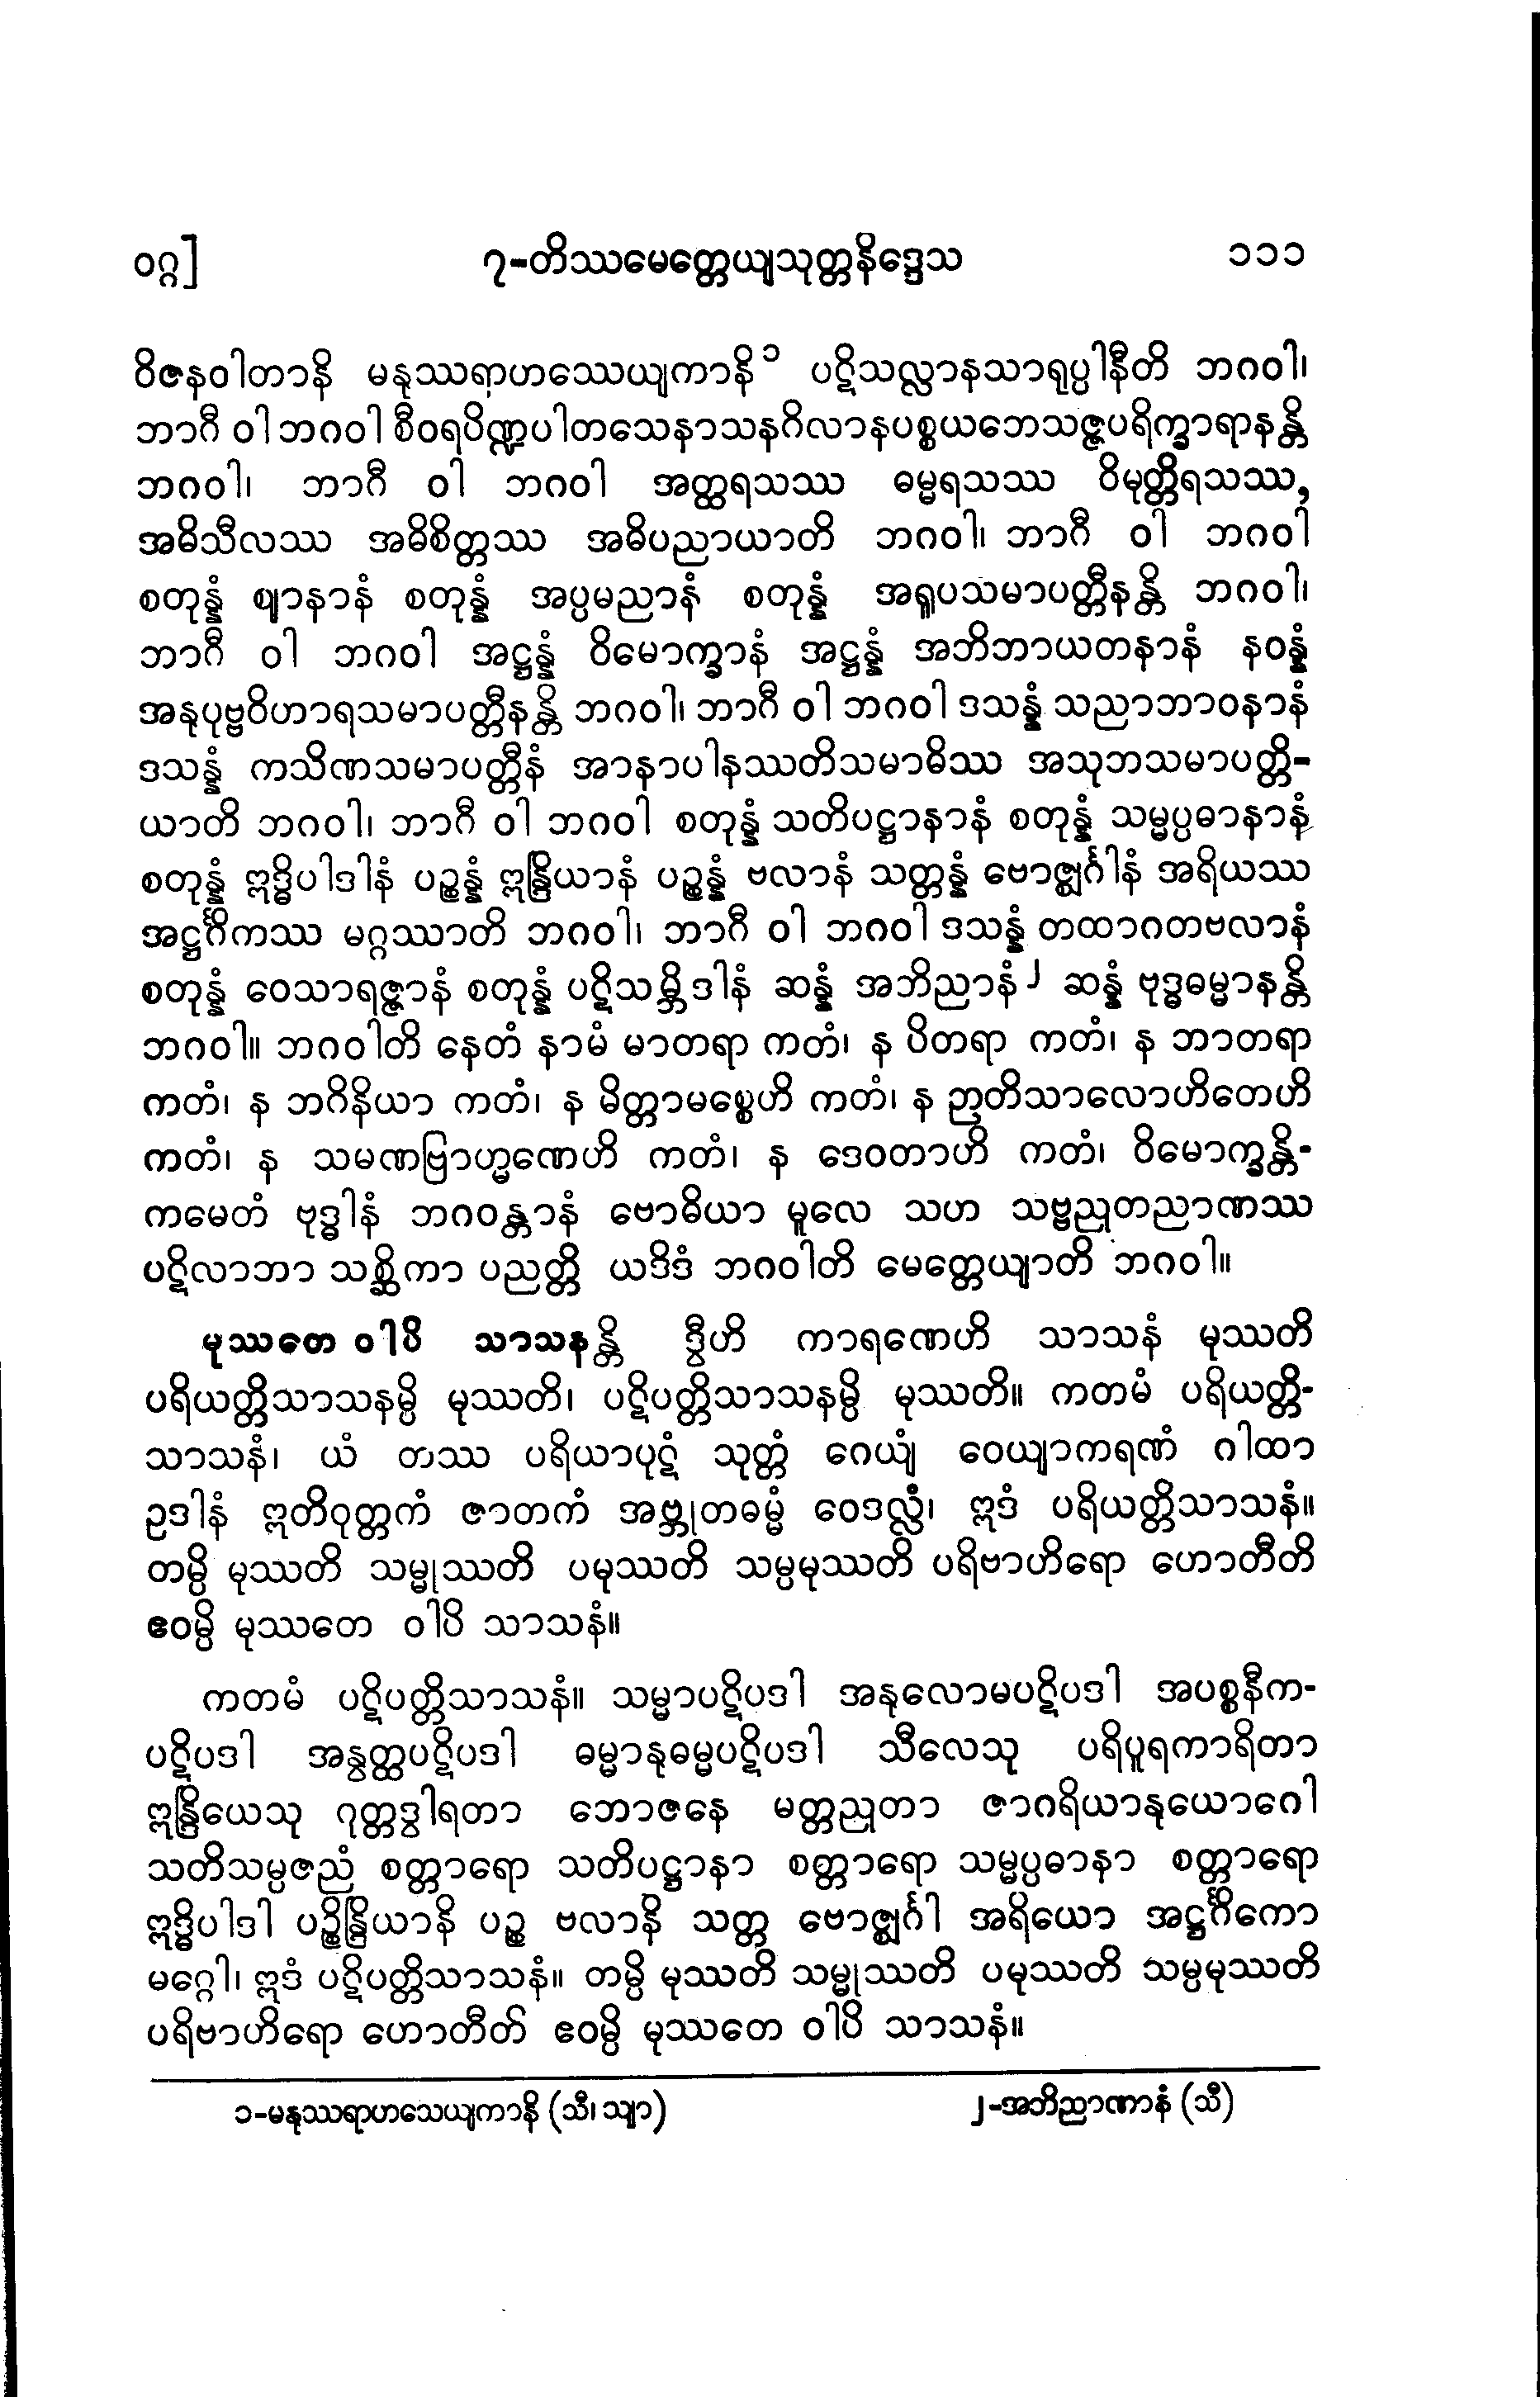 ဝဂ္ဂ] ၇-တိဿမေတ္တေယျသုတ္တနိဒ္ဒေသ ၁၁၁
ဝိဇနဝါတာနိ မနုဿရာဟဿေယျကာနိ၁ ပဋိသလ္လာနသာရုပ္ပါနီတိ ဘဂဝါ၊
ဘာဂီ ဝါ ဘဂဝါ စီဝရပိဏ္ဍပါတသေနာသနဂိလာနပစ္စယဘေသဇ္ဇပရိက္ခာရာနန္တိ
ဘဂဝါ၊ ဘာဂီ ဝါ ဘဂဝါ အတ္ထရသဿ ဓမ္မရသဿ ဝိမုတ္တိရသဿ,
အဓိသီလဿ အဓိစိတ္တဿ အဓိပညာယာတိ ဘဂဝါ၊ ဘာဂီ ဝါ ဘဂဝါ
စတုန္နံ ဈာနာနံ စတုန္နံ အပ္ပမညာနံ စတုန္နံ အရူပသမာပတ္တီနန္တိ ဘဂဝါ၊
ဘာဂီ ဝါ ဘဂဝါ အဋ္ဌန္နံ ဝိမောက္ခာနံ အဋ္ဌန္နံ အဘိဘာယတနာနံ နဝန္နံ
အနုပုဗ္ဗဝိဟာရသမာပတ္တီနန္တိ ဘဂဝါ၊ ဘာဂီ ဝါ ဘဂဝါ ဒသန္နံ သညာဘာဝနာနံ
ဒသန္နံ ကသိဏသမာပတ္တီနံ အာနာပါနဿတိသမာဓိဿ အသုဘသမာပတ္တိ-
ယာတိ ဘဂဝါ၊ ဘာဂီ ဝါ ဘဂဝါ စတုန္နံ သတိပဋ္ဌာနာနံ စတုန္နံ သမ္မပ္ပဓာနာနံ
စတုန္နံ ဣဒ္ဓိပါဒါနံ ပဉ္စန္နံ ဣန္ဒြိယာနံ ပဉ္စန္နံ ဗလာနံ သတ္တန္နံ ဗောဇ္ဈင်္ဂါနံ အရိယဿ
အဋ္ဌင်္ဂိကဿ မဂ္ဂဿာတိ ဘဂဝါ၊ ဘာဂီ ဝါ ဘဂဝါ ဒသန္နံ တထာဂတဗလာနံ
စတုန္နံ ဝေသာရဇ္ဇာနံ စတုန္နံ ပဋိသမ္ဘိဒါနံ ဆန္နံ အဘိညာနံ၂ ဆန္နံ ဗုဒ္ဓဓမ္မာနန္တိ
ဘဂဝါ။ ဘဂဝါတိ နေတံ နာမံ မာတရာ ကတံ၊ န ပိတရာ ကတံ၊ န ဘာတရာ
ကတံ၊ န ဘဂိနိယာ ကတံ၊ န မိတ္တာမစ္စေဟိ ကတံ၊ န ဉာတိသာလောဟိတေဟိ
ကတံ၊ န သမဏဗြာဟ္မဏေဟိ ကတံ၊ န ဒေဝတာဟိ ကတံ၊ ဝိမောက္ခန္တိ-
ကမေတံ ဗုဒ္ဓါနံ ဘဂဝန္တာနံ ဗောဓိယာ မူလေ သဟ သဗ္ဗညုတညာဏဿ
ပဋိလာဘာ သစ္ဆိကာ ပညတ္တိ ယဒိဒံ ဘဂဝါတိ မေတ္တေယျာတိ ဘဂဝါ။
မုဿတေ ဝါပိ သာသနန္တိ ဒွီဟိ ကာရဏေဟိ သာသနံ မုဿတိ
ပရိယတ္တိသာသနမ္ပိ မုဿတိ၊ ပဋိပတ္တိသာသနမ္ပိ မုဿတိ။ ကတမံ ပရိယတ္တိ-
သာသနံ၊ ယံ တဿ ပရိယာပုဋံ သုတ္တံ ဂေယျံ ဝေယျာကရဏံ ဂါထာ
ဥဒါနံ ဣတိဝုတ္တကံ ဇာတကံ အဗ္ဘုတဓမ္မံ ဝေဒလ္လံ၊ ဣဒံ ပရိယတ္တိသာသနံ။
တမ္ပိ မုဿတိ သမ္မုဿတိ ပမုဿတိ သမ္ပမုဿတိ ပရိဗာဟိရော ဟောတီတိ
ဧဝမ္ပိ မုဿတေ ဝါပိ သာသနံ။
ကတမံ ပဋိပတ္တိသာသနံ။ သမ္မာပဋိပဒါ အနုလောမပဋိပဒါ အပစ္စနီက-
ပဋိပဒါ အနွတ္ထပဋိပဒါ ဓမ္မာနုဓမ္မပဋိပဒါ သီလေသု ပရိပူရကာရိတာ
ဣန္ဒြိယေသု ဂုတ္တဒွါရတာ ဘောဇနေ မတ္တညုတာ ဇာဂရိယာနုယောဂေါ
သတိသမ္ပဇညံ စတ္တာရော သတိပဋ္ဌာနာ စတ္တာရော သမ္မပ္ပဓာနာ စတ္တာရော
ဣဒ္ဓိပါဒါ ပဉ္စိန္ဒြိယာနိ ပဉ္စ ဗလာနိ သတ္တ ဗောဇ္ဈင်္ဂါ အရိယော အဋ္ဌင်္ဂိကော
မဂ္ဂေါ၊ ဣဒံ ပဋိပတ္တိသာသနံ။ တမ္ပိ မုဿတိ သမ္မုဿတိ ပမုဿတိ သမ္ပမုဿတိ
ပရိဗာဟိရော ဟောတီတ် ဧဝမ္ပိ မုဿတေ ဝါပိ သာသနံ။
၁-မနုဿရာဟသေယျကာနိ (သီ၊ သျာ) ၂-အဘိညာဏာနံ (သီ)